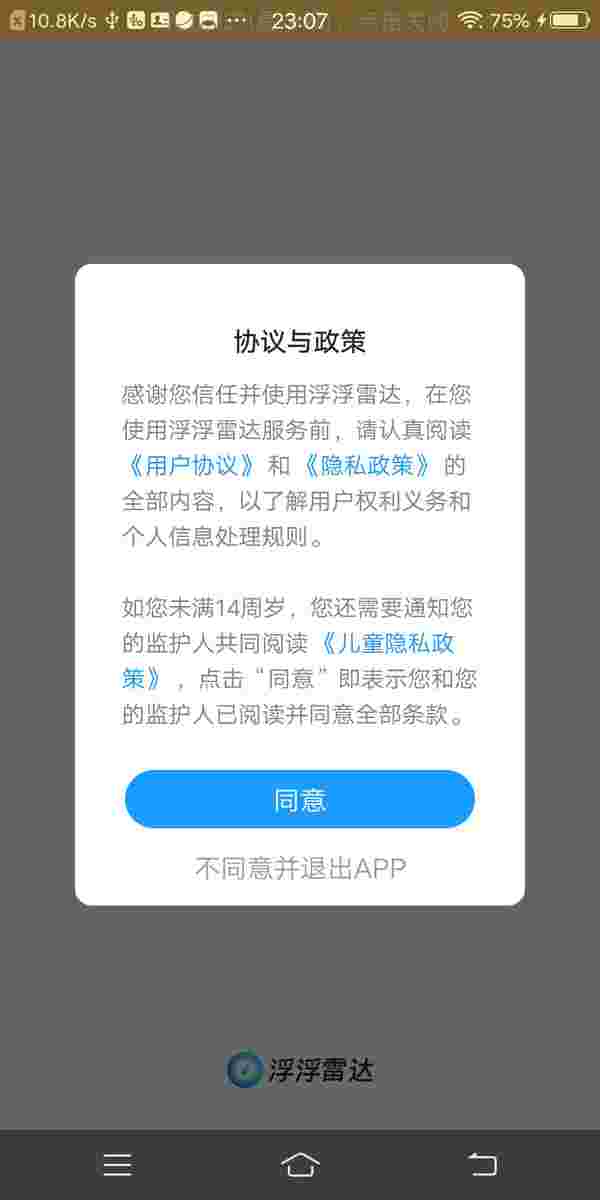 10.8K/s
23:07
75%
协议与政策
感谢您信任并使用浮浮雷达，在您
使用浮浮雷达服务前，请认真阅读
《用户协议》和《隐私政策》的
全部内容，以了解用户权利义务和
个人信息处理规则。
如您未满14周岁，您还需要通知您
的监护人共同阅读《儿童隐私政
策》，点击“同意”即表示您和您
的监护人已阅读并同意全部条款。
同意
不同意并退出APP
浮浮雷达